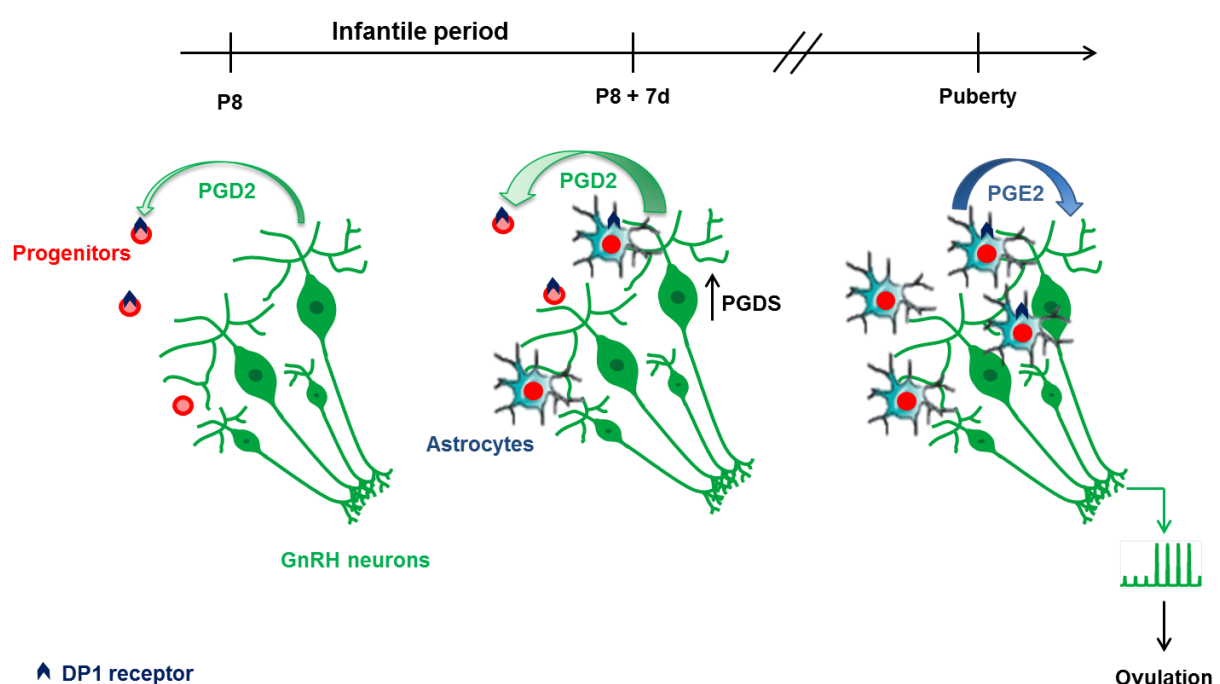 Infantile period
P8
P8 + 7d
Puberty
PGD2
PGD2
PGE2
Progenitors
PGDS
Astrocytes
GnRH neurons
DP1 receptor
Ovulation